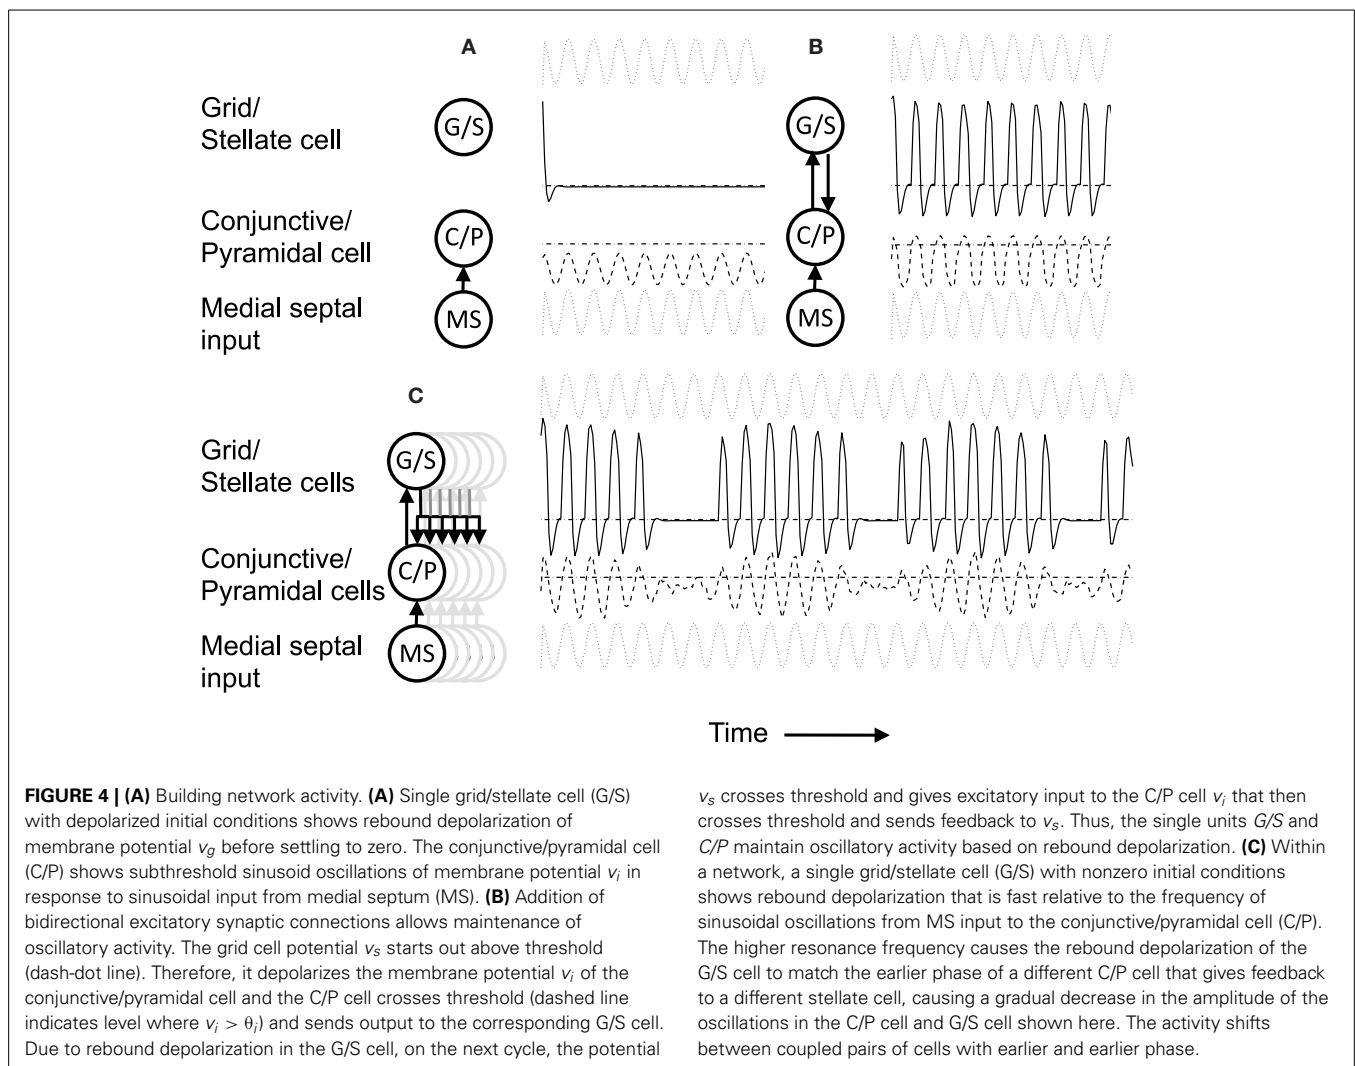 A
B
Grid/
Stellate cell
G/S
G/S
Conjunctive/
Pyramidal cell
C/P
C/P
Medial septal
input
MS
MS
C
Grid/
Stellate cells
G/S
Conjunctive/
Pyramidal cells
C/P
Medial septal
input
MS
Time
FIGURE 4 | (A) Building network activity. (A) Single grid/stellate cell (G/S)
with depolarized initial conditions shows rebound depolarization of
membrane potential vg before settling to zero. The conjunctive/pyramidal cell
(C/P) shows subthreshold sinusoid oscillations of membrane potential vi in
response to sinusoidal input from medial septum (MS). (B) Addition of
bidirectional excitatory synaptic connections allows maintenance of
oscillatory activity. The grid cell potential vs starts out above threshold
(dash-dot line). Therefore, it depolarizes the membrane potential vi of the
conjunctive/pyramidal cell and the C/P cell crosses threshold (dashed line
indicates level where vi > θi) and sends output to the corresponding G/S cell.
Due to rebound depolarization in the G/S cell, on the next cycle, the potential
vs crosses threshold and gives excitatory input to the C/P cell vi that then
crosses threshold and sends feedback to vs. Thus, the single units G/S and
C/P maintain oscillatory activity based on rebound depolarization. (C) Within
a network, a single grid/stellate cell (G/S) with nonzero initial conditions
shows rebound depolarization that is fast relative to the frequency of
sinusoidal oscillations from MS input to the conjunctive/pyramidal cell (C/P).
The higher resonance frequency causes the rebound depolarization of the
G/S cell to match the earlier phase of a different C/P cell that gives feedback
to a different stellate cell, causing a gradual decrease in the amplitude of the
oscillations in the C/P cell and G/S cell shown here. The activity shifts
between coupled pairs of cells with earlier and earlier phase.